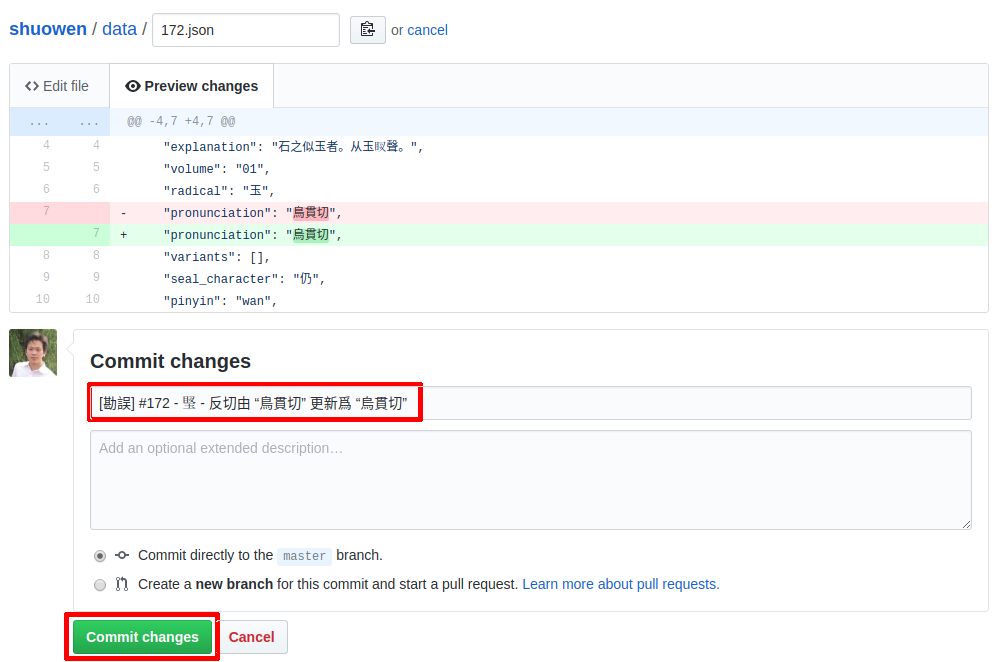 shuowen / data / 172.json or cancel
Edit file Preview changes
... ... @@ -4,7 +4,7 @@
4 4 "explanation": "石之似玉者。从玉聲。",
5 5 "volume": "01",
6 6 "radical": "玉",
7 - "pronunciation": "鳥貫切",
7 + "pronunciation": "烏貫切",
8 8 "variants": [],
9 9 "seal_character": "仍",
10 10 "pinyin": "wan",
Commit changes
[勘誤] #172 - - 反切由 “鳥貫切” 更新爲 “烏貫切”
Add an optional extended description…
Commit directly to the master branch.
Create a new branch for this commit and start a pull request. Learn more about pull requests.
Commit changes Cancel